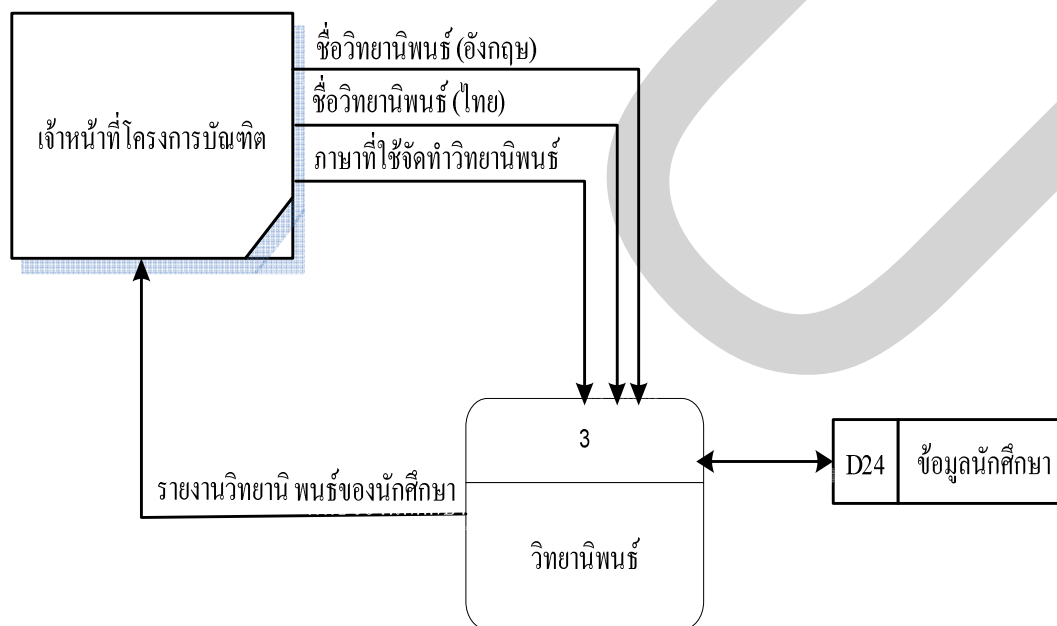 ชื่อวิทยานิพนธ์ (อังกฤษ)
ชื่อวิทยานิพนธ์ (ไทย)
เจ้าหน้าที่โครงการบัณฑิต
ภาษาที่ใช้จัดทำวิทยานิพนธ์
3
D24
ข้อมูลนักศึกษา
รายงานวิทยานิ พนธ์ของนักศึกษา
วิทยานิพนธ์